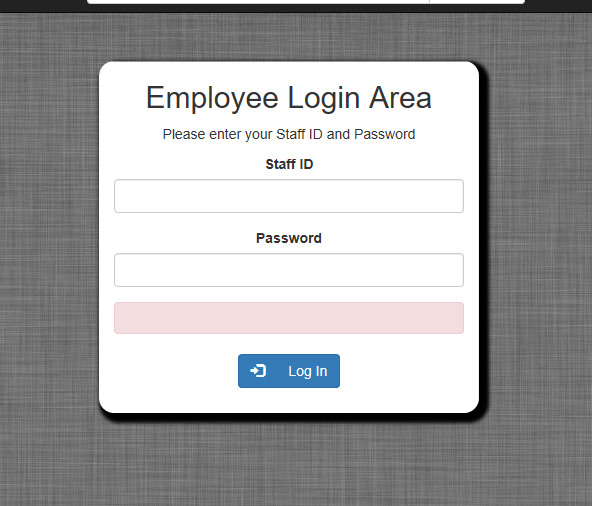 Employee Login Area
Please enter your Staff ID and Password
Staff ID
Password
Log In